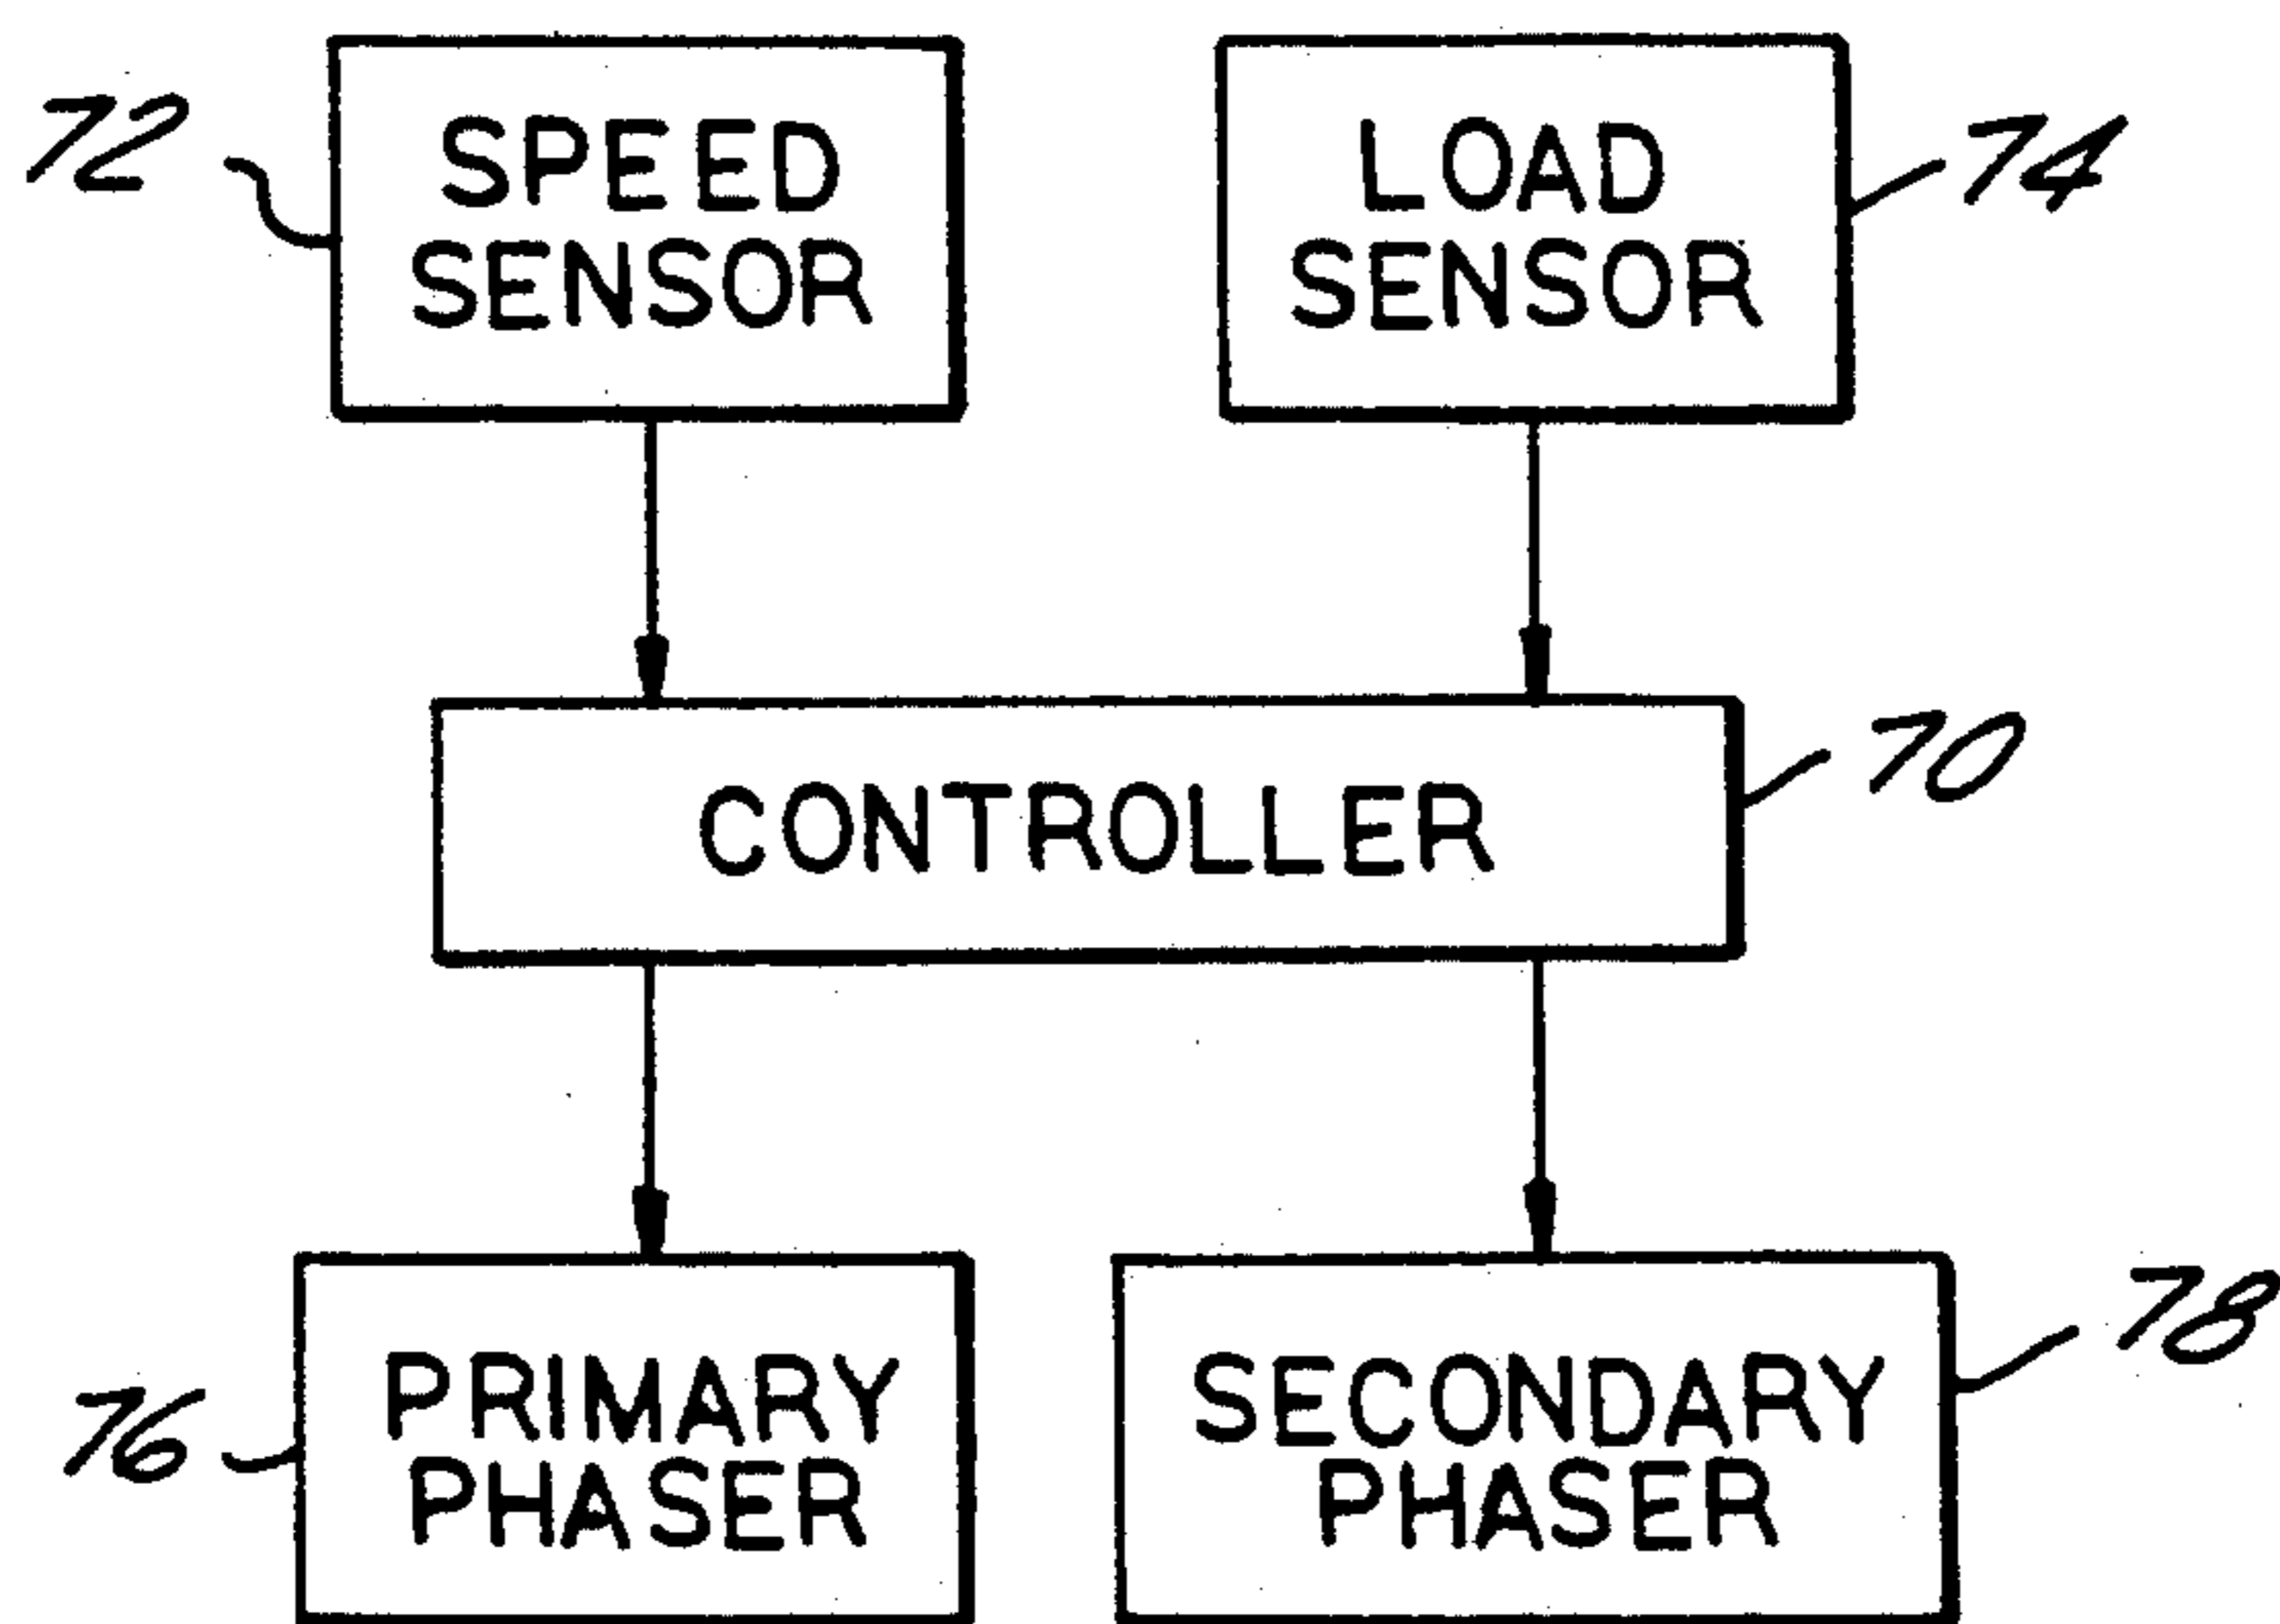 72
SPEED
SENSOR
LOAD
SENSOR
74
CONTROLLER
70
76
PRIMARY
PHASER
SECONDARY
PHASER
78